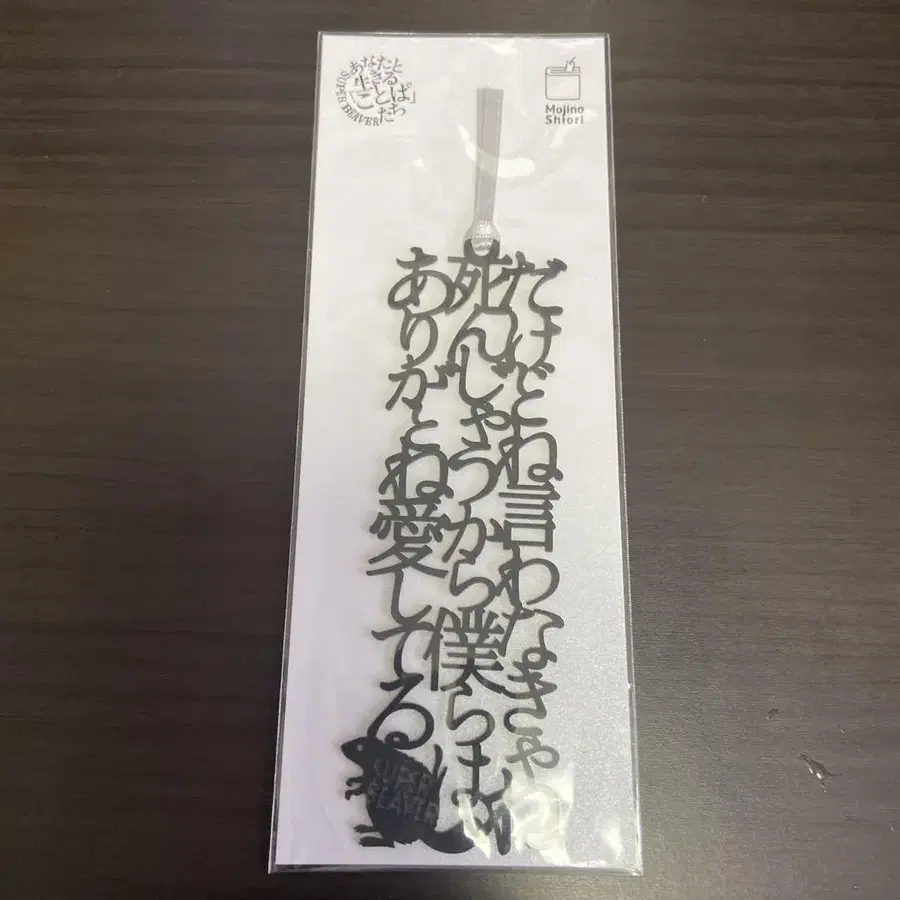 あなたと
生きる
「ことば」たち
SUPER BEAVER
Mojino
Shiori
だけどね言わなきゃ
死んじゃうから僕らは
ありがとね愛してる
SUPER
BEAVER